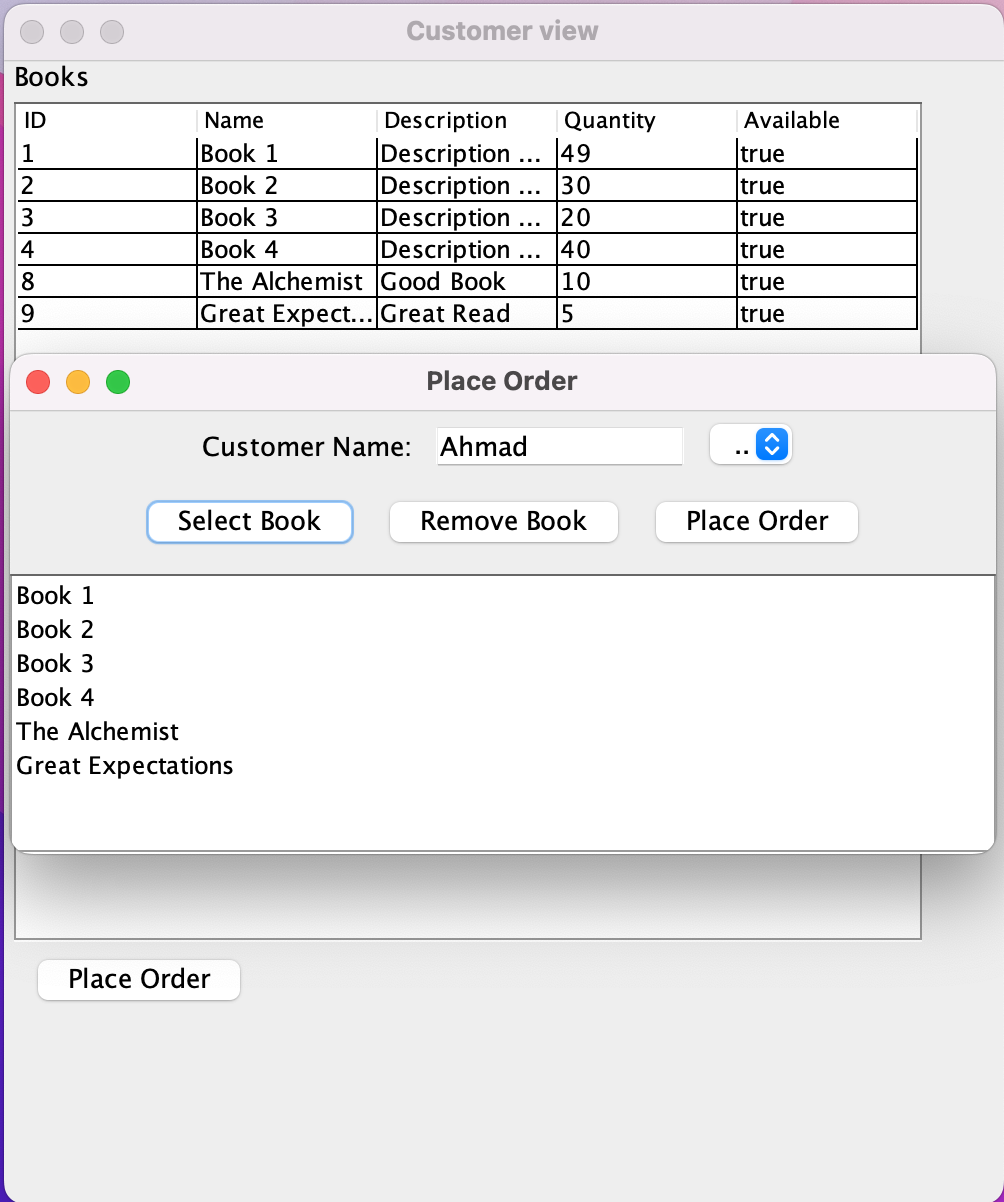 Customer view
Books
ID Name Description Quantity Available
1 Book 1 Description ... 49 true
2 Book 2 Description ... 30 true
3 Book 3 Description ... 20 true
4 Book 4 Description ... 40 true
8 The Alchemist Good Book 10 true
9 Great Expect... Great Read 5 true
Place Order
Customer Name: Ahmad ..
Select Book Remove Book Place Order
Book 1
Book 2
Book 3
Book 4
The Alchemist
Great Expectations
Place Order